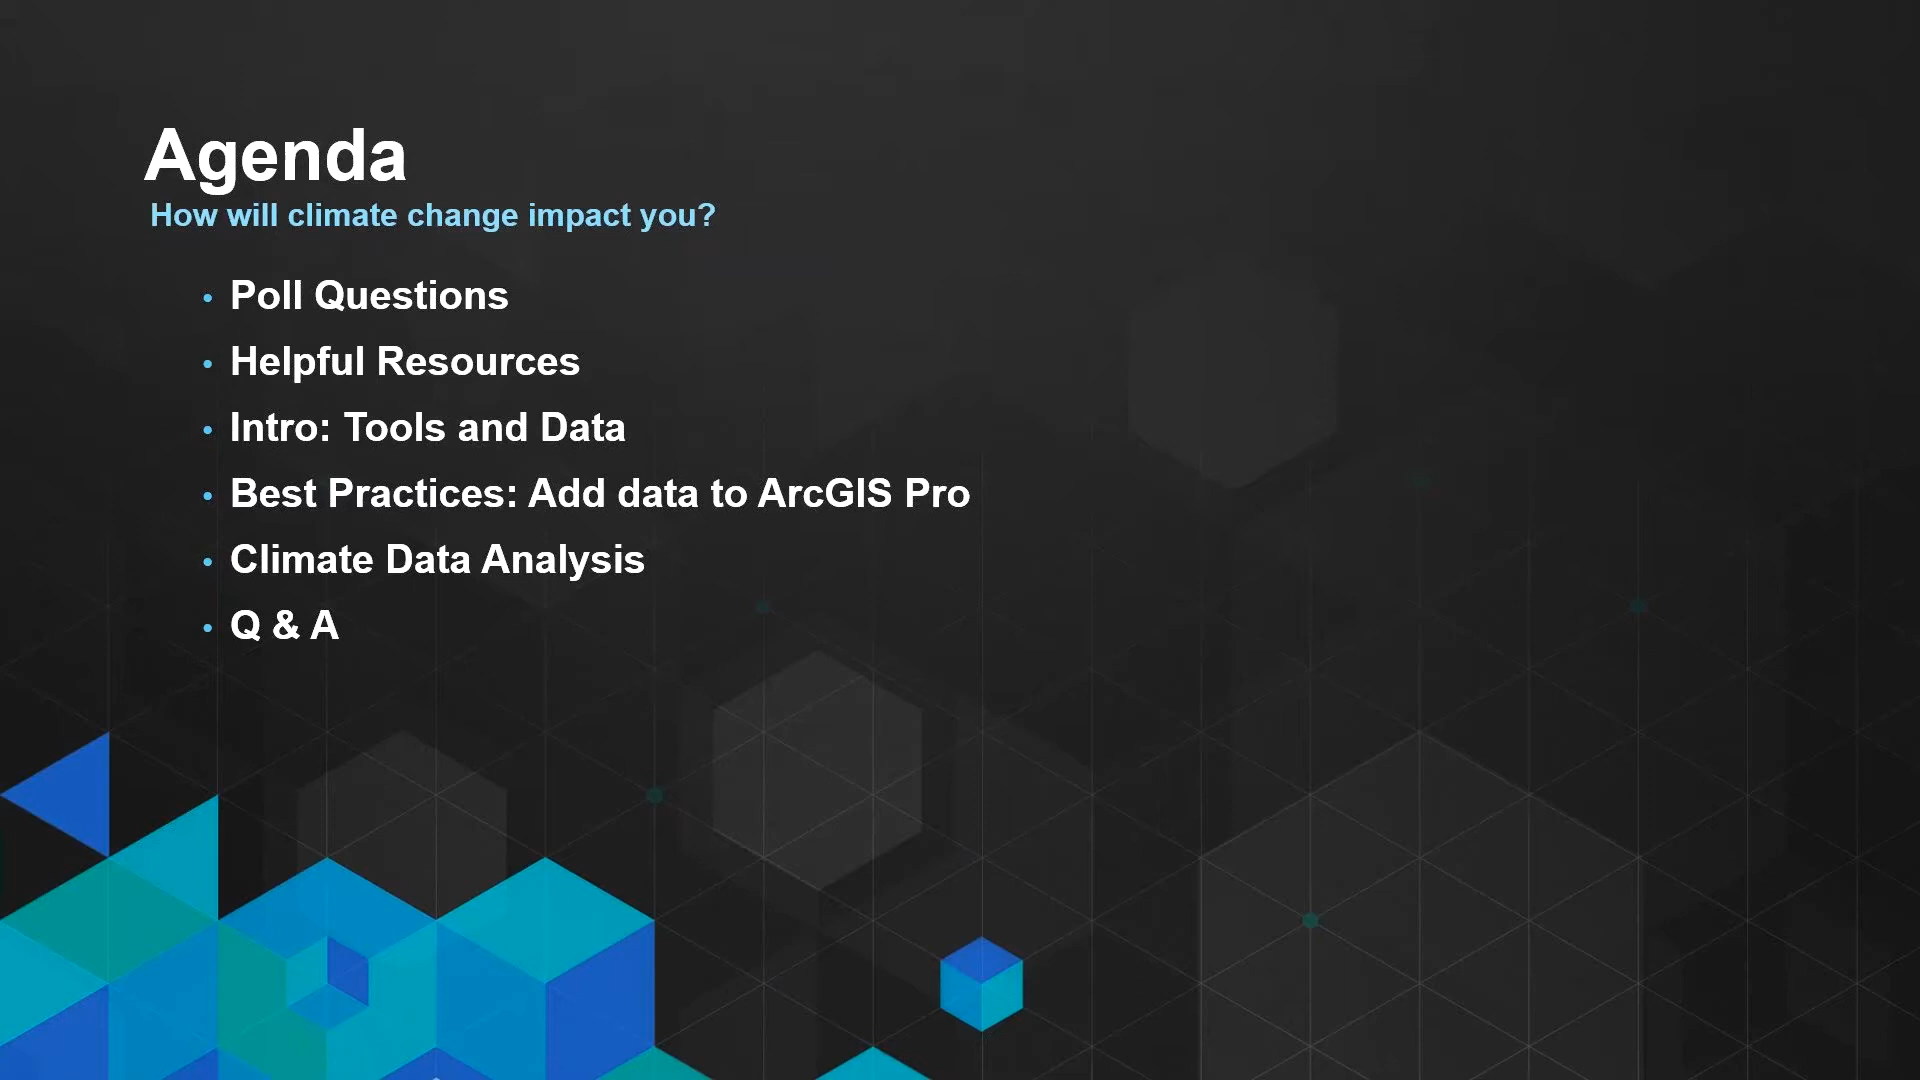 Agenda
How will climate change impact you?
• Poll Questions
• Helpful Resources
• Intro: Tools and Data
• Best Practices: Add data to ArcGIS Pro
• Climate Data Analysis
• Q & A